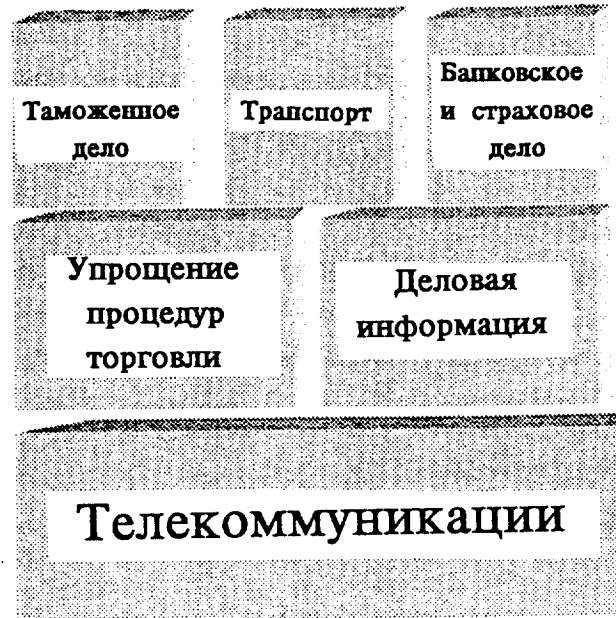 Таможенное
дело
Транспорт
Банковское
и страховое
дело
Упрощение
процедур
торговли
Деловая
информация
Телекоммуникации